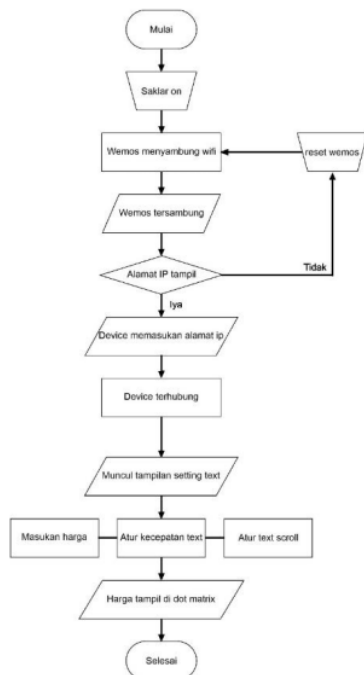 Mulai
Saklar on
Wemos menyambung wifi
reset wemos
Wemos tersambung
Alamat IP tampil
Tidak
Iya
Device memasukan alamat ip
Device terhubung
Muncul tampilan setting text
Masukan harga
Atur kecepatan text
Atur text scroll
Harga tampil di dot matrix
Selesai